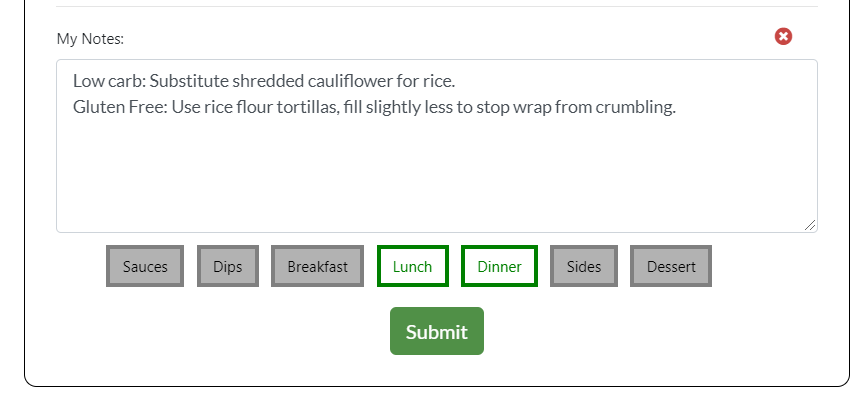 My Notes:
Low carb: Substitute shredded cauliflower for rice.
Gluten Free: Use rice flour tortillas, fill slightly less to stop wrap from crumbling.
Sauces Dips Breakfast Lunch Dinner Sides Dessert
Submit